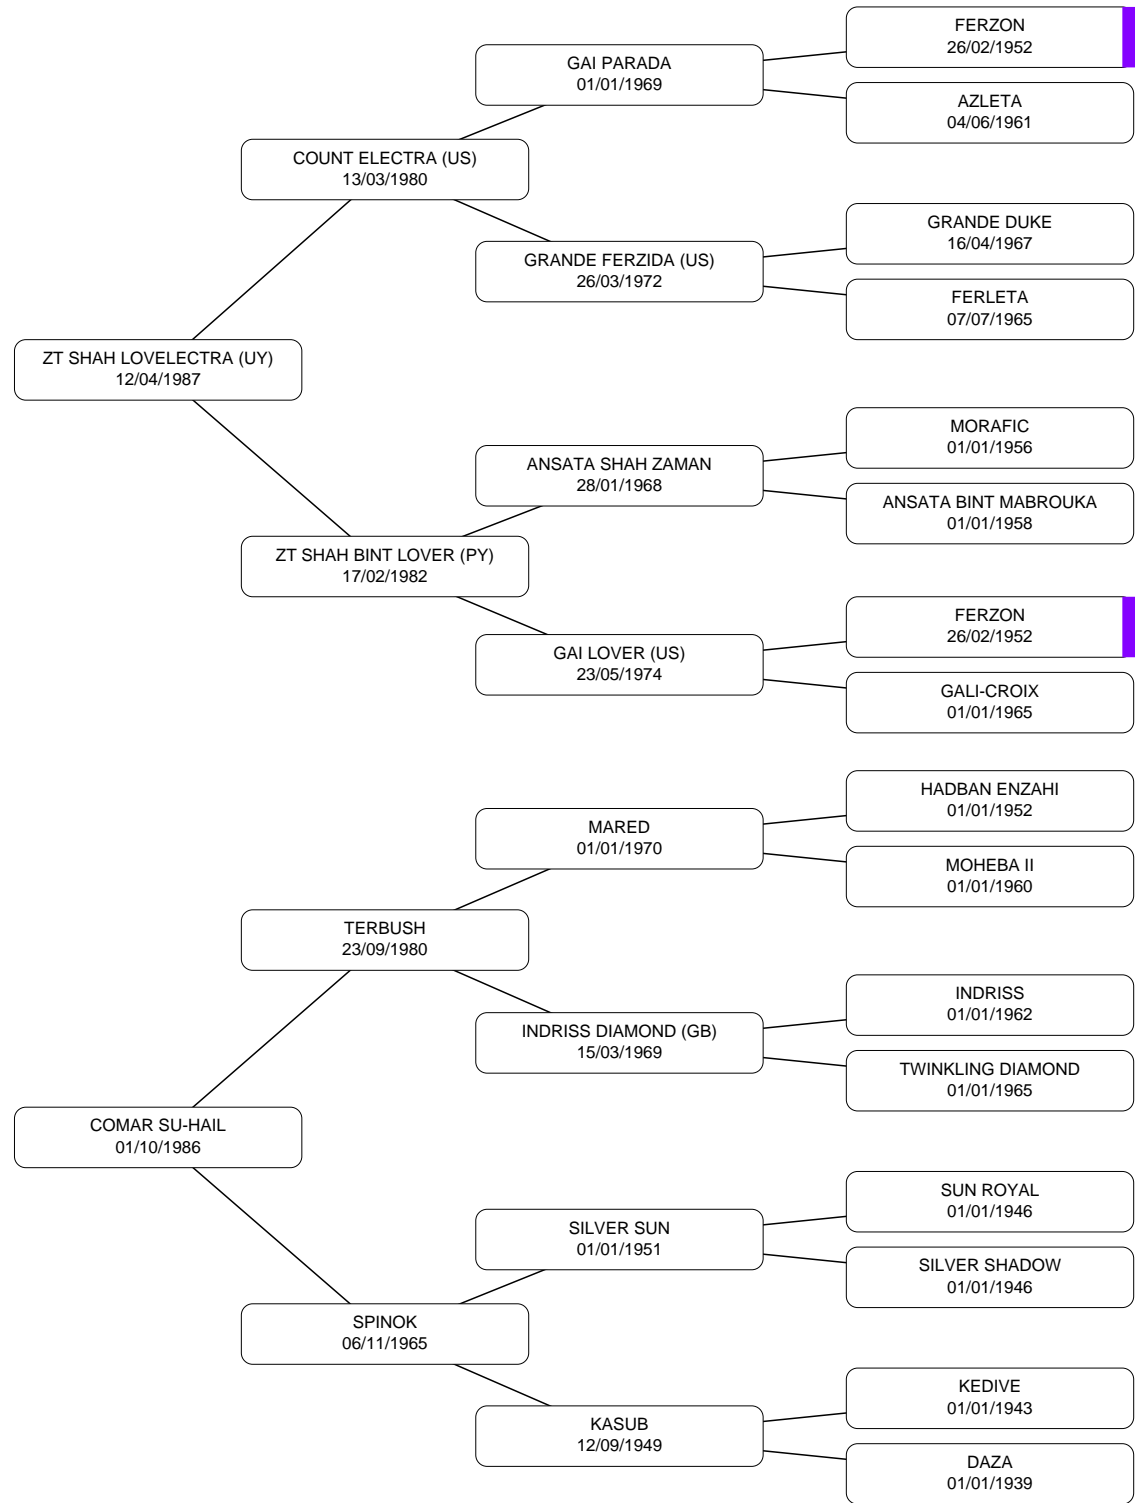 FERZON
26/02/1952
GAI PARADA
01/01/1969
AZLETA
04/06/1961
COUNT ELECTRA (US)
13/03/1980
GRANDE DUKE
16/04/1967
GRANDE FERZIDA (US)
26/03/1972
FERLETA
07/07/1965
ZT SHAH LOVELECTRA (UY)
12/04/1987
MORAFIC
01/01/1956
ANSATA SHAH ZAMAN
28/01/1968
ANSATA BINT MABROUKA
01/01/1958
ZT SHAH BINT LOVER (PY)
17/02/1982
FERZON
26/02/1952
GAI LOVER (US)
23/05/1974
GALI-CROIX
01/01/1965
HADBAN ENZAHI
01/01/1952
MARED
01/01/1970
MOHEBA II
01/01/1960
TERBUSH
23/09/1980
INDRISS
01/01/1962
INDRISS DIAMOND (GB)
15/03/1969
TWINKLING DIAMOND
01/01/1965
COMAR SU-HAIL
01/10/1986
SUN ROYAL
01/01/1946
SILVER SUN
01/01/1951
SILVER SHADOW
01/01/1946
SPINOK
06/11/1965
KEDIVE
01/01/1943
KASUB
12/09/1949
DAZA
01/01/1939